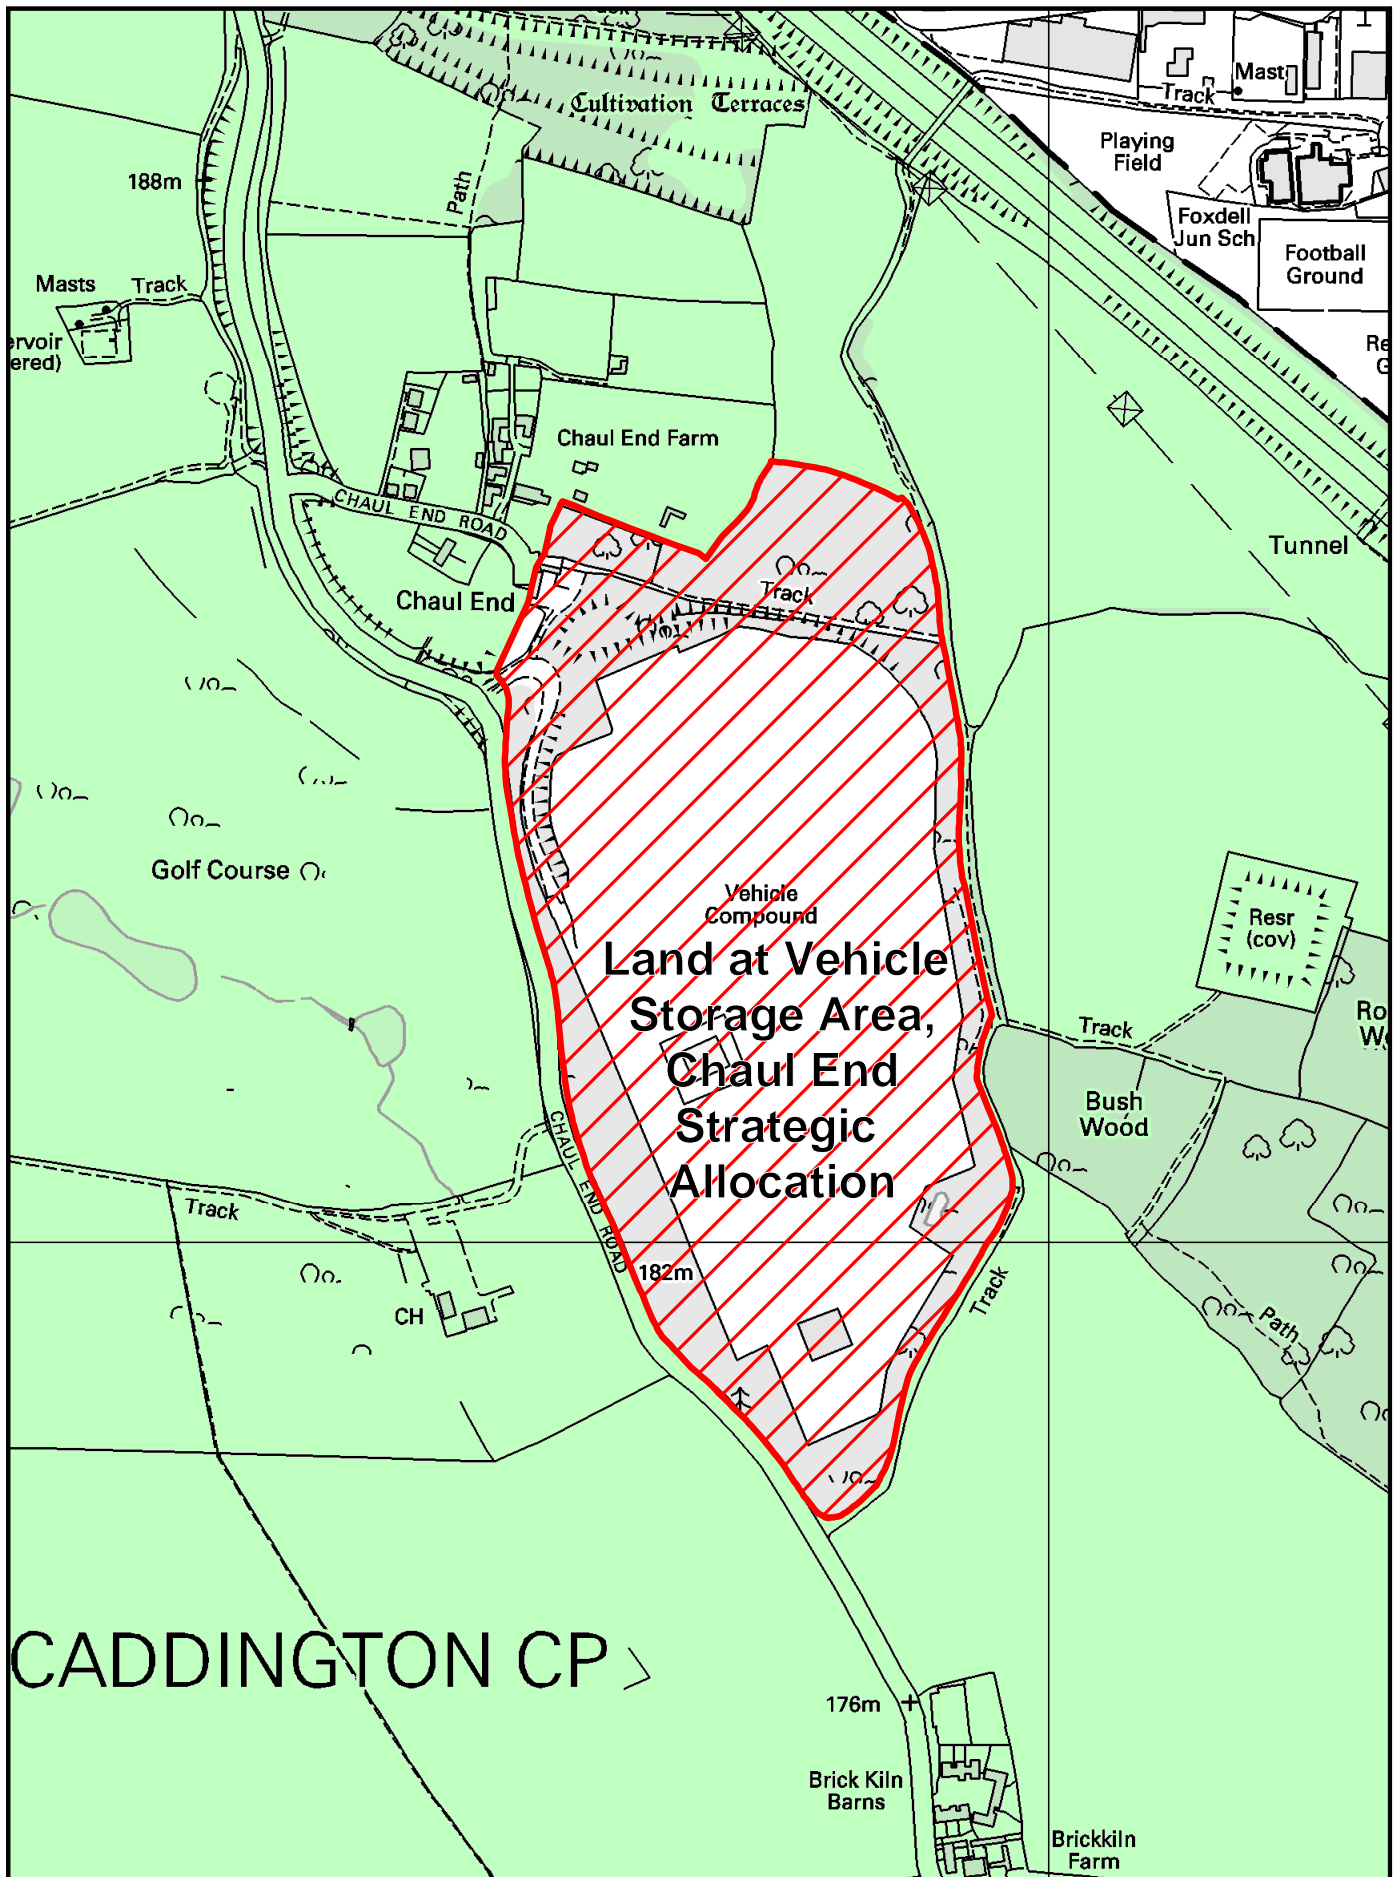 Cultivation Terraces
Mast
Track
Playing
Field
188m
Path
Foxdell
Jun Sch
Football
Ground
Masts
Track
ervoir
ered)
Re
G
Chaul End Farm
CHAUL END ROAD
Tunnel
Chaul End
Track
Golf Course
Vehicle
Compound
Land at Vehicle
Storage Area,
Chaul End
Strategic
Allocation
Resr
(cov)
Ro
W
Track
Bush
Wood
CHAUL END ROAD
Track
182m
Track
CH
Path
CADDINGTON CP
176m
Brick Kiln
Barns
Brickkiln
Farm